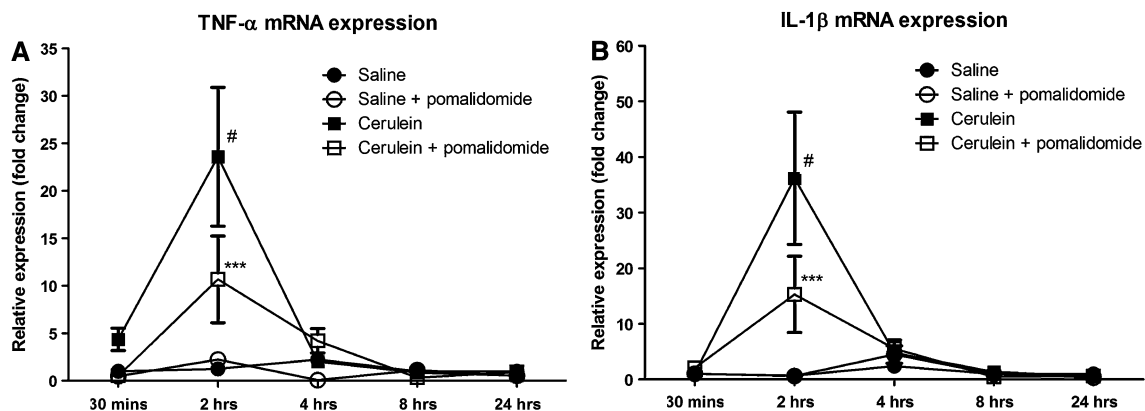 TNF-α mRNA expression
A
Relative expression (fold change)
35
30
25
20
15
10
5
0
Saline
Saline + pomalidomide
Cerulein
Cerulein + pomalidomide
#
***
30 mins 2 hrs 4 hrs 8 hrs 24 hrs
IL-1β mRNA expression
B
Relative expression (fold change)
60
50
40
30
20
10
0
Saline
Saline + pomalidomide
Cerulein
Cerulein + pomalidomide
#
***
30 mins 2 hrs 4 hrs 8 hrs 24 hrs